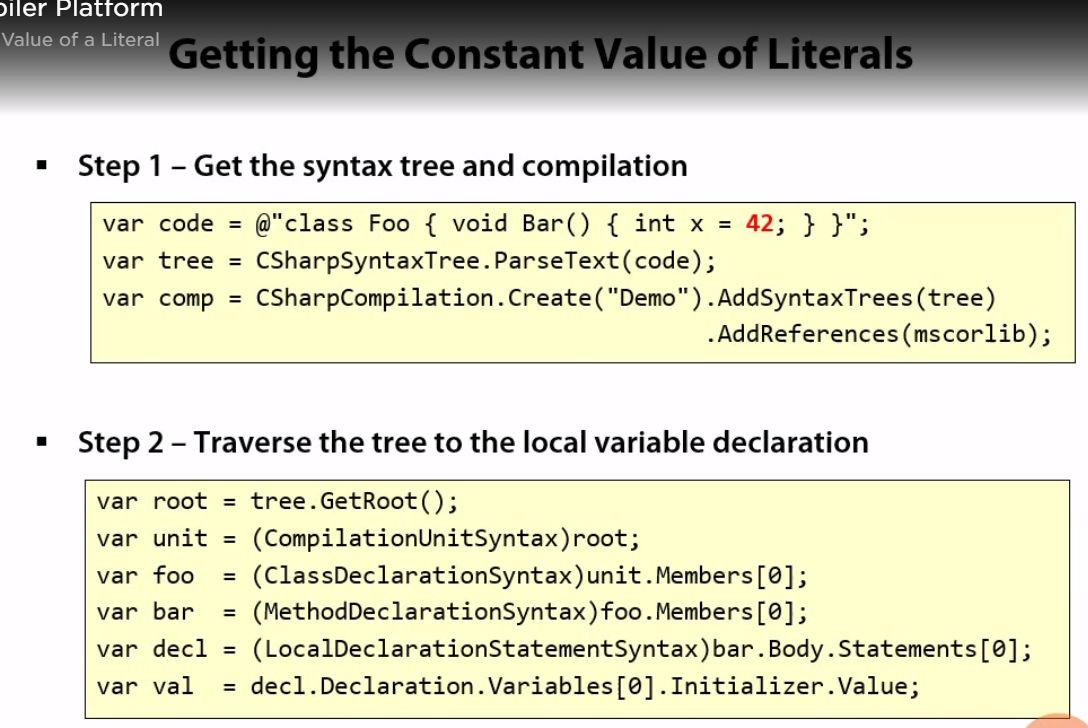 piler Platform
Value of a Literal
Getting the Constant Value of Literals
▪ Step 1 – Get the syntax tree and compilation
var code = @"class Foo { void Bar() { int x = 42; } }";
var tree = CSharpSyntaxTree.ParseText(code);
var comp = CSharpCompilation.Create("Demo").AddSyntaxTrees(tree)
.AddReferences(mscorlib);
▪ Step 2 – Traverse the tree to the local variable declaration
var root = tree.GetRoot();
var unit = (CompilationUnitSyntax)root;
var foo  = (ClassDeclarationSyntax)unit.Members[0];
var bar  = (MethodDeclarationSyntax)foo.Members[0];
var decl = (LocalDeclarationStatementSyntax)bar.Body.Statements[0];
var val  = decl.Declaration.Variables[0].Initializer.Value;